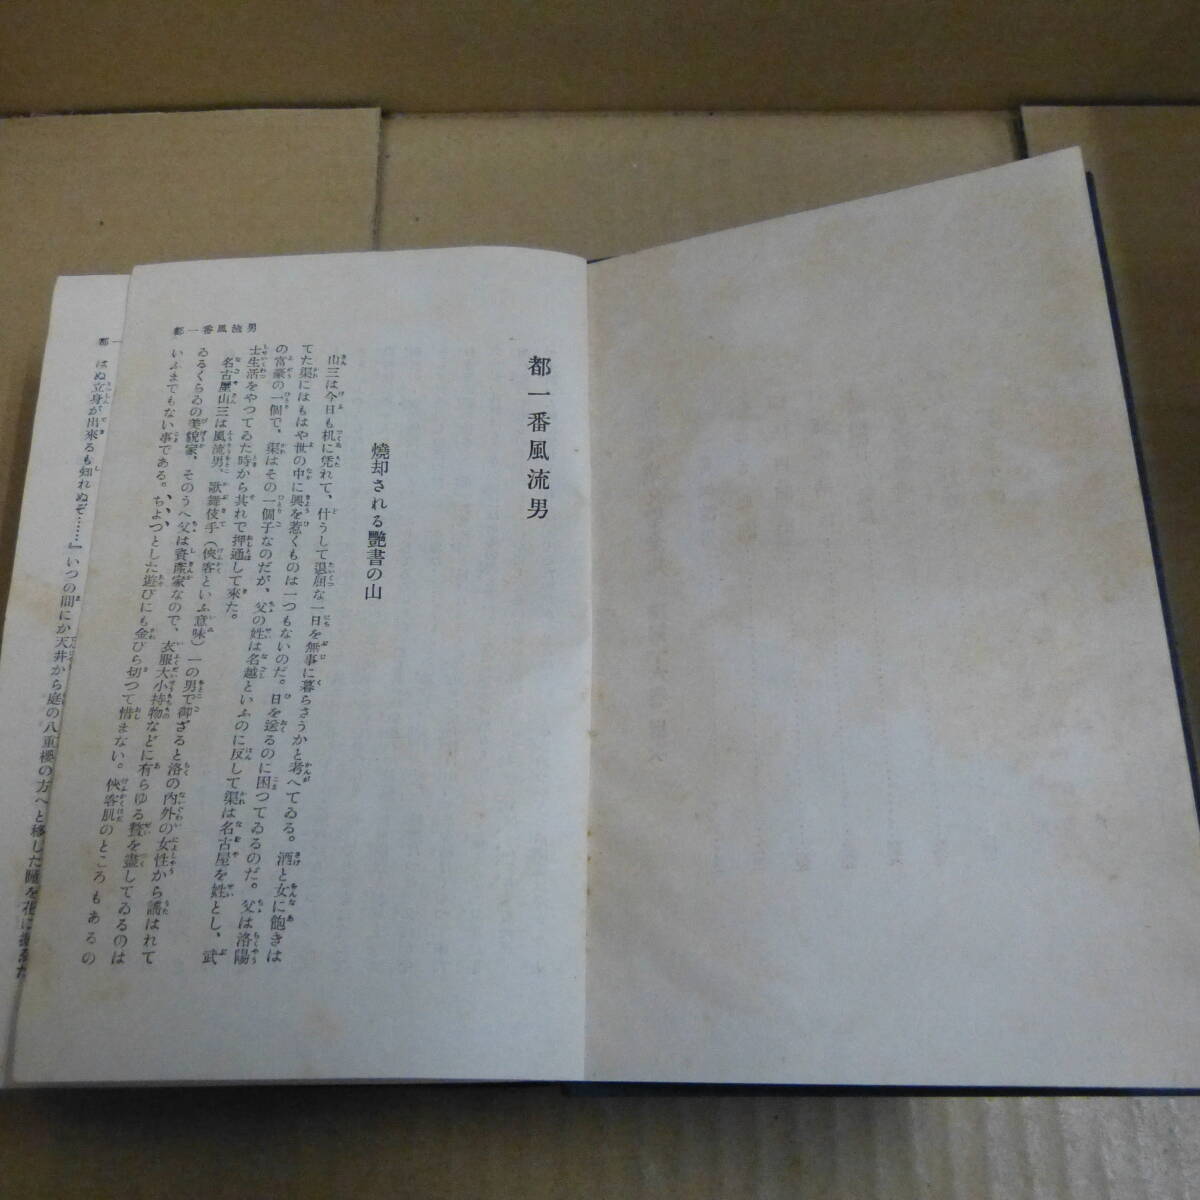 都一番風流男
都一番風流男
燒却される艷書の山
山三は今日も机に凭れて、什うして退屈な一日を無事に暮らさうかと考へてゐる。酒と女に飽きは
てた渠にはもはや世の中に興を惹くものは一つもないのだ。日を送るのに困つてゐるのだ。父は洛陽
の富豪の一個で、渠はその一個子なのだが、父の姓は名越といふのに反して渠は名古屋を姓とし、武
士生活をやつてゐた時から其れで押通して來た。
名古屋山三は風流男、歌舞伎手（俠客といふ意味）一の男で御ざると洛の內外の女性から謳はれて
ゐるくらゐの美貌家、そのうへ父は資產家なので、衣服大小持物などに有らゆる贅を盡してゐるのは
いふまでもない事である。ちよつとした遊びにも金びら切つて惜まない。俠客肌のところもあるの
都一
はぬ立身が出來るも知れぬぞ……』いつの間にか天井から庭の八重櫻の方へと移した瞳を花に